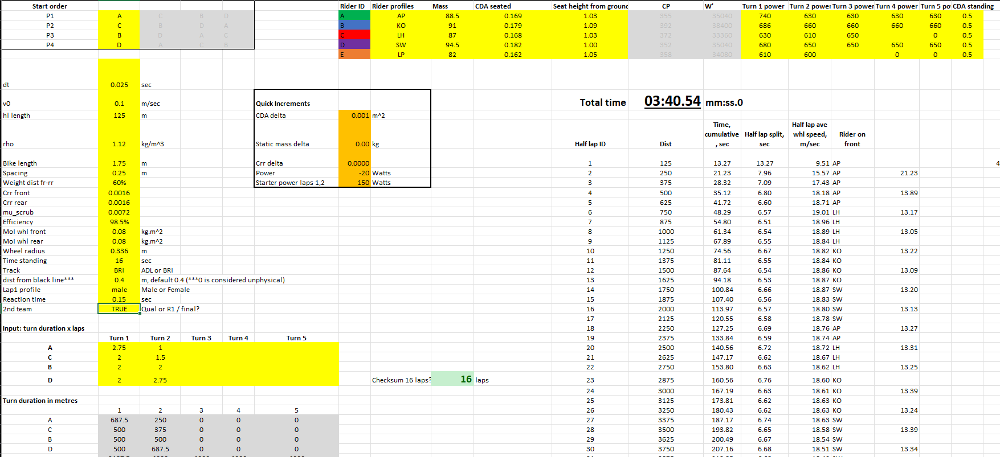 Start order Rider ID Rider profiles Mass CDA seated Seat height from ground CP W' Turn 1 power Turn 2 power Turn 3 power Turn 4 power Turn 5 po CDA standing
P1 A C B D A AP 88.5 0.169 1.03 355 35040 740 630 630 630 630 0.5
P2 C B D A B KO 91 0.179 1.09 392 38400 686 660 660 660 660 0.5
P3 B D A C C LH 87 0.168 1.03 372 33360 630 610 650 0 0.5
P4 D A C B D SW 94.5 0.182 1.00 352 35040 680 650 650 650 650 0.5
E LP 82 0.162 1.05 358 34080 610 600 0 0 0.5
dt 0.025 sec
v0 0.1 m/sec Quick Increments Total time 03:40.54 mm:ss.0
hl length 125 m CDA delta 0.001 m^2
rho 1.12 kg/m^3 Static mass delta 0.00 kg Half lap ID Dist Time, cumulative, sec Half lap split, sec Half lap ave whl speed, m/sec Rider on front
Bike length 1.75 m Crr delta 0.0000 1 125 13.27 13.27 9.51 AP 4
Spacing 0.25 m Power -20 Watts 2 250 21.23 7.96 15.57 AP 21.23
Weight dist fr-rr 60% Starter power laps 1,2 150 Watts 3 375 28.32 7.09 17.43 AP
Crr front 0.0016 4 500 35.12 6.80 18.18 AP 13.89
Crr rear 0.0016 5 625 41.72 6.60 18.71 AP
mu_scrub 0.0072 6 750 48.29 6.57 19.01 LH 13.17
Efficiency 98.5% 7 875 54.80 6.51 18.96 LH
MoI whl front 0.08 kg.m^2 8 1000 61.34 6.54 18.89 LH 13.05
MoI whl rear 0.08 kg.m^2 9 1125 67.89 6.55 18.84 LH
Wheel radius 0.336 m 10 1250 74.56 6.67 18.82 KO 13.22
Time standing 16 sec 11 1375 81.11 6.55 18.84 KO
Track BRI ADL or BRI 12 1500 87.64 6.54 18.86 KO 13.09
dist from black line*** 0.4 m, default 0.4 (***0 is considered unphysical) 13 1625 94.18 6.53 18.87 KO
Lap1 profile male Male or Female 14 1750 100.84 6.66 18.87 SW 13.20
Reaction time 0.15 sec 15 1875 107.40 6.56 18.83 SW
2nd team TRUE Qual or R1 / final? 16 2000 113.97 6.57 18.80 SW 13.13
17 2125 120.55 6.58 18.78 SW
Input: turn duration x laps 18 2250 127.25 6.69 18.76 AP 13.27
Turn 1 Turn 2 Turn 3 Turn 4 Turn 5 19 2375 133.84 6.59 18.74 AP
A 2.75 1 20 2500 140.56 6.72 18.72 LH 13.31
C 2 1.5 21 2625 147.17 6.62 18.67 LH
B 2 2 22 2750 153.80 6.63 18.62 LH 13.25
D 2 2.75 Checksum 16 laps? 16 laps 23 2875 160.56 6.76 18.60 KO
24 3000 167.19 6.63 18.61 KO 13.39
Turn duration in metres 25 3125 173.81 6.62 18.63 KO
1 2 3 4 5 26 3250 180.43 6.62 18.63 KO 13.24
A 687.5 250 0 0 0 27 3375 187.17 6.74 18.63 SW
C 500 375 0 0 0 28 3500 193.82 6.65 18.58 SW 13.39
B 500 500 0 0 0 29 3625 200.49 6.67 18.54 SW
D 500 687.5 0 0 0 30 3750 207.16 6.68 18.51 SW 13.34